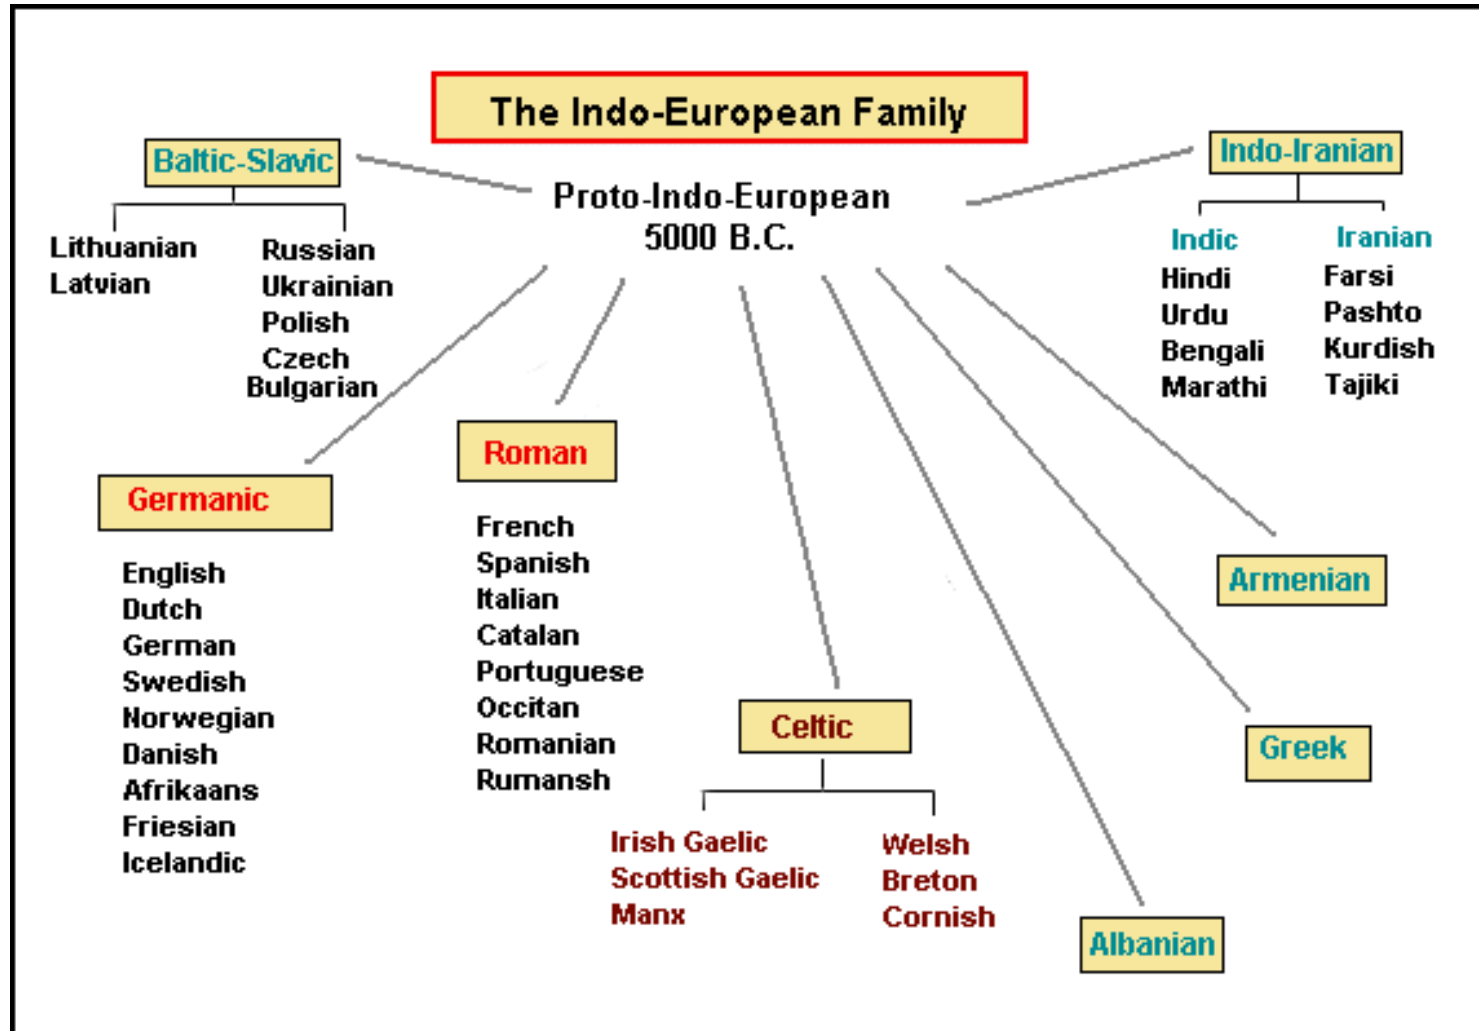 The Indo-European Family
Proto-Indo-European
5000 B.C.
Baltic-Slavic
Lithuanian
Latvian
Russian
Ukrainian
Polish
Czech
Bulgarian
Indo-Iranian
Indic
Hindi
Urdu
Bengali
Marathi
Iranian
Farsi
Pashto
Kurdish
Tajiki
Germanic
English
Dutch
German
Swedish
Norwegian
Danish
Afrikaans
Friesian
Icelandic
Roman
French
Spanish
Italian
Catalan
Portuguese
Occitan
Romanian
Rumansh
Celtic
Irish Gaelic
Scottish Gaelic
Manx
Welsh
Breton
Cornish
Albanian
Greek
Armenian